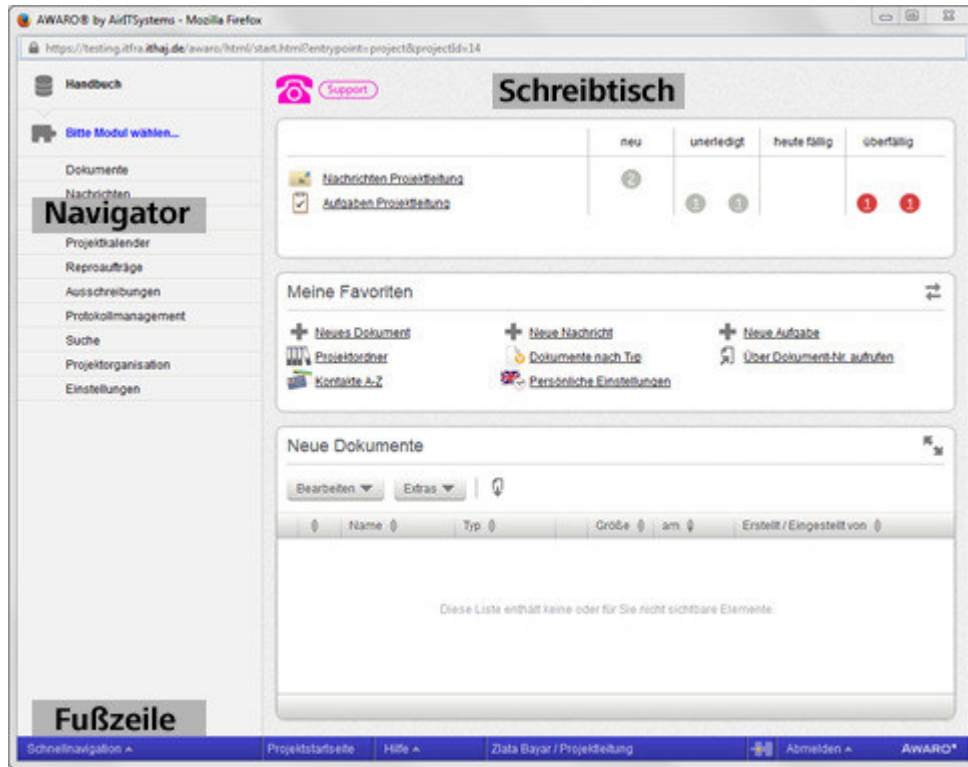 AWARO® by AirITSystems - Mozilla Firefox
https://testing.itfra.ithaj.de/awaro/html/start.html?entrypoint=project&projectId=14
Handbuch
Support
Schreibtisch
Bitte Modul wählen...
neu unerledigt heute fällig überfällig
Dokumente
Nachrichten
Nachrichten Projektleitung 2
Aufgaben Projektleitung 1 1 1 1
Navigator
Projektkalender
Reproaufträge
Ausschreibungen
Protokollmanagement
Suche
Projektorganisation
Einstellungen
Meine Favoriten
Neues Dokument Neue Nachricht Neue Aufgabe
Projektordner Dokumente nach Typ Über Dokument-Nr. aufrufen
Kontakte A-Z Persönliche Einstellungen
Neue Dokumente
Bearbeiten Extras
Name Typ Größe am Erstellt / Eingestellt von
Diese Liste enthält keine oder für Sie nicht sichtbare Elemente.
Fußzeile
Schnellnavigation Projektstartseite Hilfe Zlata Bayar / Projektleitung Abmelden AWARO®